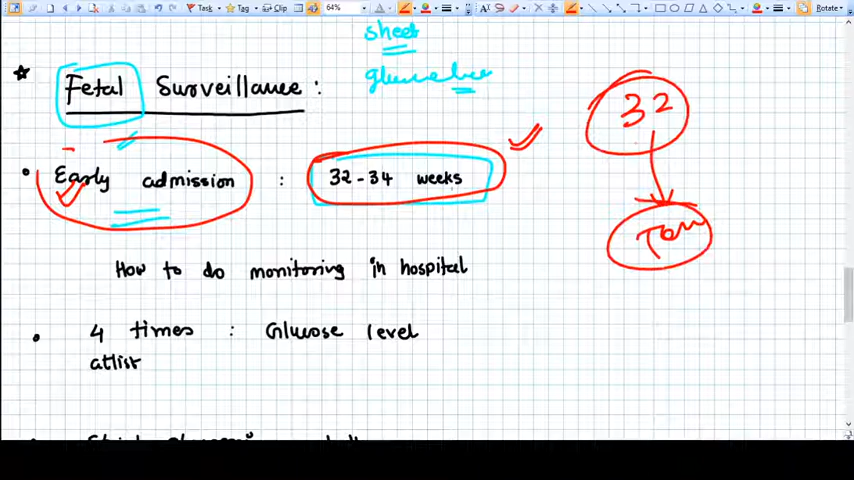 Task Tag Clip 64% Rotate
sheet
glucose
Fetal Surveillance :
32
Early admission : 32-34 weeks
Term
How to do monitoring in hospital
4 times : Glucose level
atlist